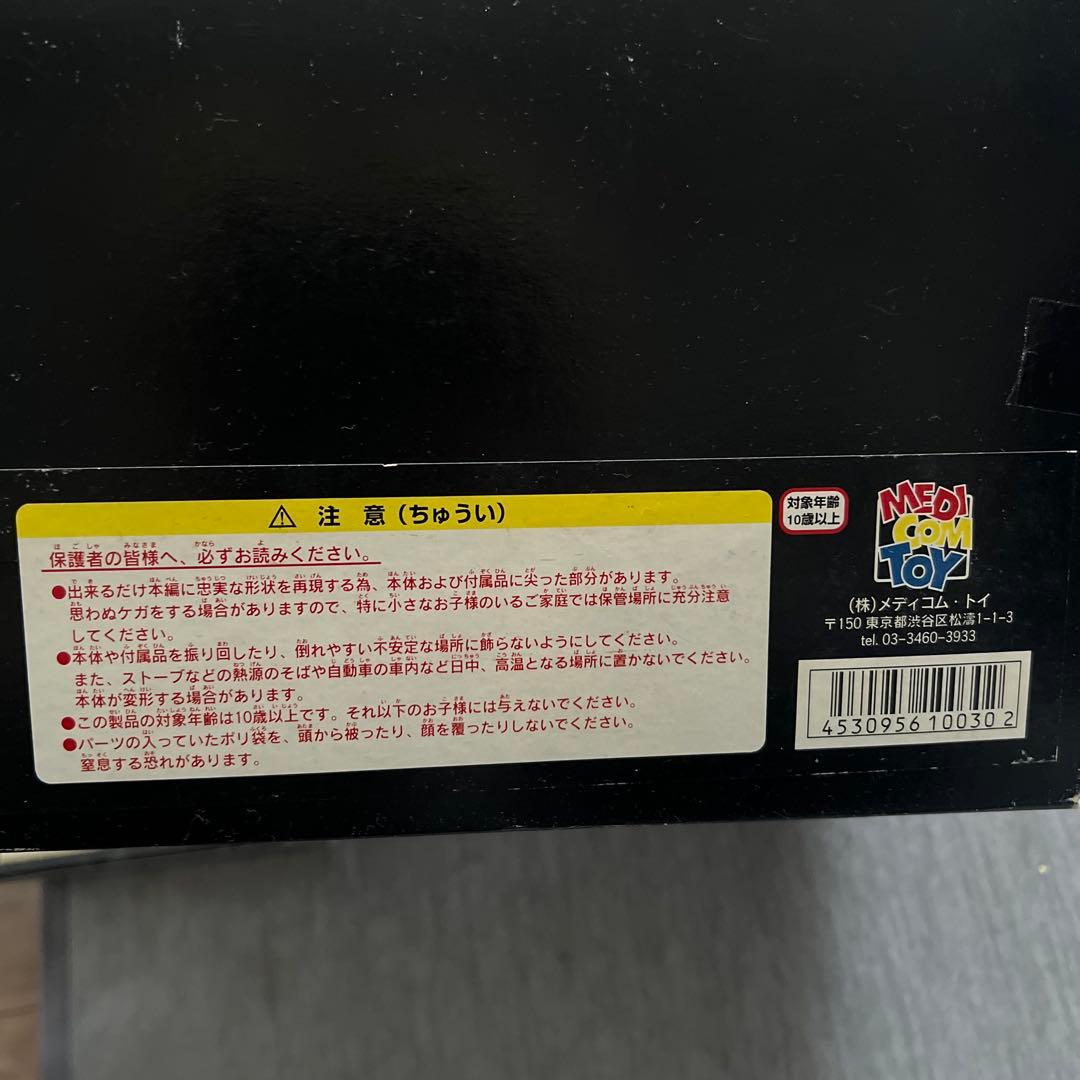 ⚠ 注 意（ちゅうい）
保護者の皆様へ、必ずお読みください。
●出来るだけ本編に忠実な形状を再現する為、本体および付属品に尖った部分があります。
思わぬケガをする場合がありますので、特に小さなお子様のいるご家庭では保管場所に充分注意
してください。
●本体や付属品を振り回したり、倒れやすい不安定な場所に飾らないようにしてください。
また、ストーブなどの熱源のそばや自動車の車内など日中、高温となる場所に置かないでください。
本体が変形する場合があります。
●この製品の対象年齢は10歳以上です。それ以下のお子様には与えないでください。
●パーツの入っていたポリ袋を、頭から被ったり、顔を覆ったりしないでください。
窒息する恐れがあります。
対象年齢
10歳以上
MEDI
COM
TOY
（株）メディコム・トイ
〒150 東京都渋谷区松濤1-1-3
tel. 03-3460-3933
4530956100302